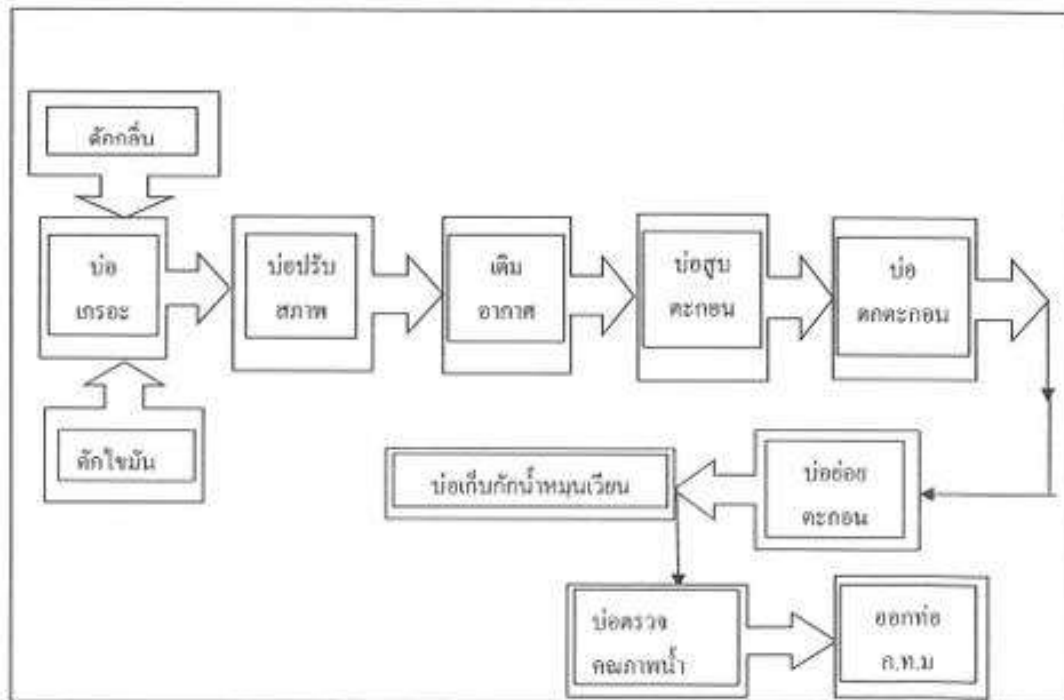 ดักกลิ่น
บ่อ
เกรอะ
บ่อปรับ
สภาพ
เติม
อากาศ
บ่อสูบ
ตะกอน
บ่อ
ตกตะกอน
ดักไขมัน
บ่อเก็บกักน้ำหมุนเวียน
บ่อย่อย
ตะกอน
บ่อตรวจ
คุณภาพน้ำ
ออกท่อ
ก.ท.ม